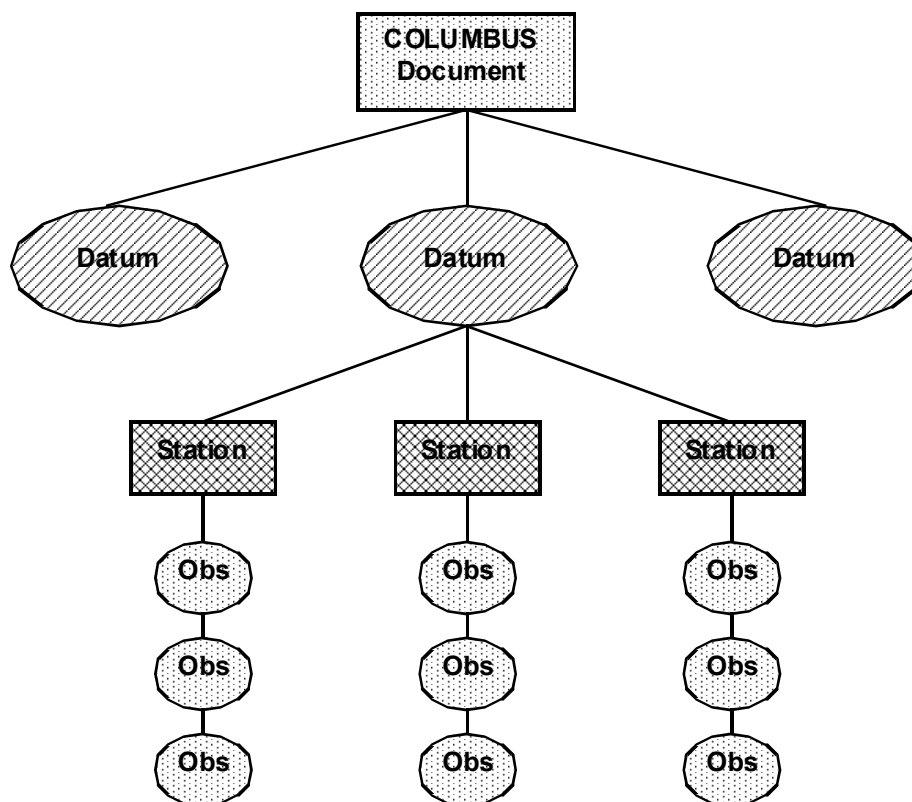 COLUMBUS
Document
Datum Datum Datum
Station Station Station
Obs Obs Obs
Obs Obs Obs
Obs Obs Obs